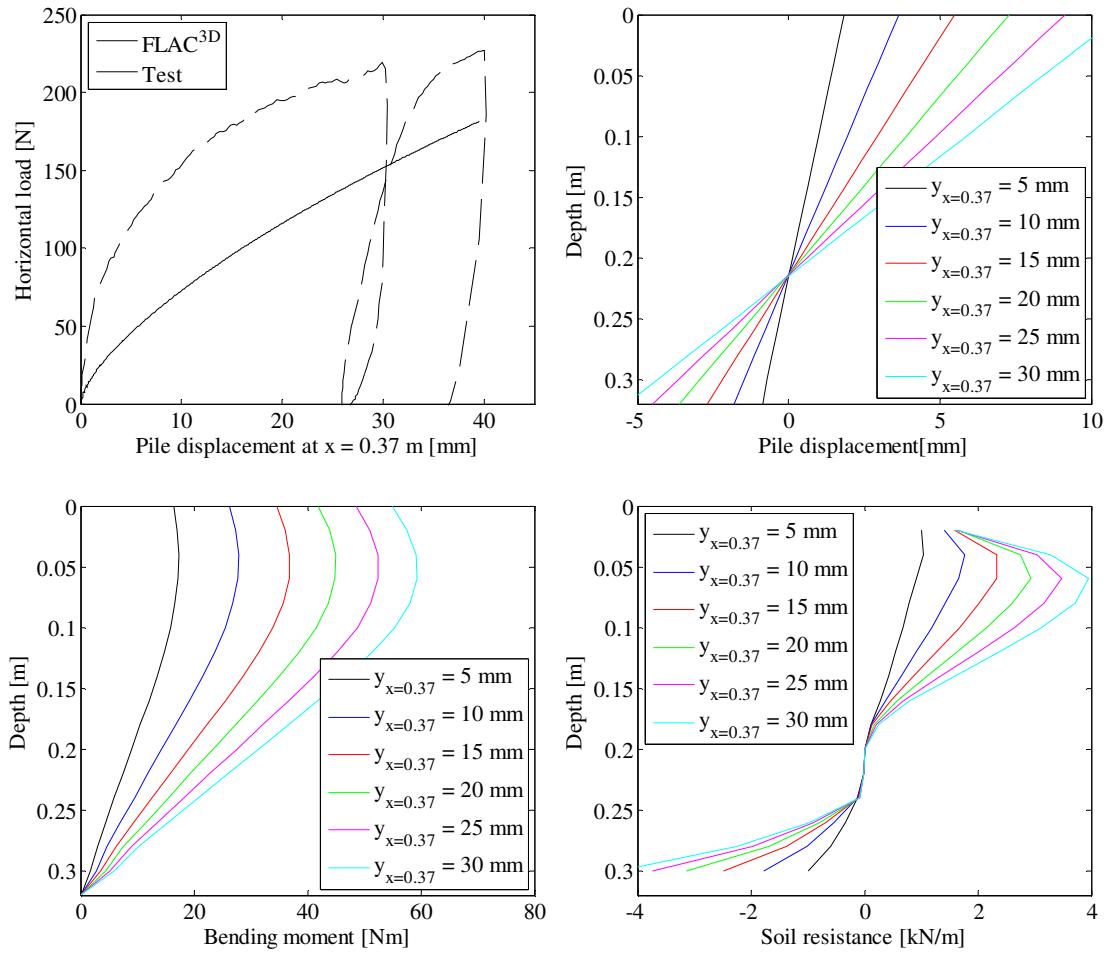 250
200
150
100
50
0
Horizontal load [N]
FLAC3D
Test
0 10 20 30 40
Pile displacement at x = 0.37 m [mm]
0
0.05
0.1
0.15
0.2
0.25
0.3
Depth [m]
yx=0.37 = 5 mm
yx=0.37 = 10 mm
yx=0.37 = 15 mm
yx=0.37 = 20 mm
yx=0.37 = 25 mm
yx=0.37 = 30 mm
-5 0 5 10
Pile displacement[mm]
0
0.05
0.1
0.15
0.2
0.25
0.3
Depth [m]
yx=0.37 = 5 mm
yx=0.37 = 10 mm
yx=0.37 = 15 mm
yx=0.37 = 20 mm
yx=0.37 = 25 mm
yx=0.37 = 30 mm
0 20 40 60 80
Bending moment [Nm]
0
0.05
0.1
0.15
0.2
0.25
0.3
Depth [m]
yx=0.37 = 5 mm
yx=0.37 = 10 mm
yx=0.37 = 15 mm
yx=0.37 = 20 mm
yx=0.37 = 25 mm
yx=0.37 = 30 mm
-4 -2 0 2 4
Soil resistance [kN/m]